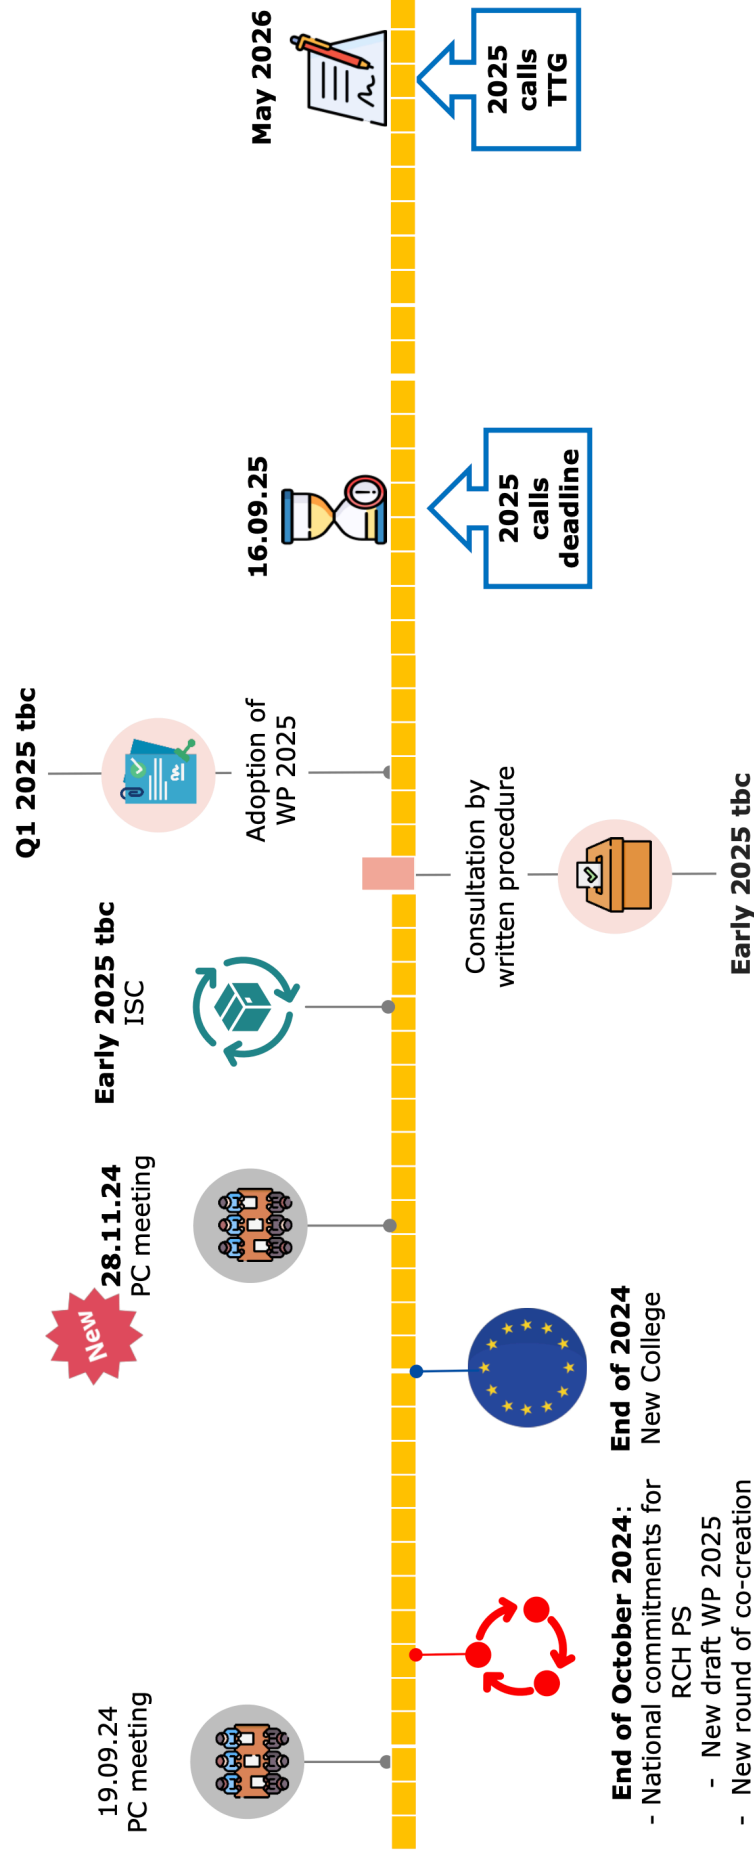 19.09.24
PC meeting
End of October 2024:
- National commitments for
RCH PS
- New draft WP 2025
- New round of co-creation
New
28.11.24
PC meeting
End of 2024
New College
Early 2025 tbc
ISC
Consultation by
written procedure
Early 2025 tbc
Q1 2025 tbc
Adoption of
WP 2025
16.09.25
2025
calls
deadline
May 2026
2025
calls
TTG